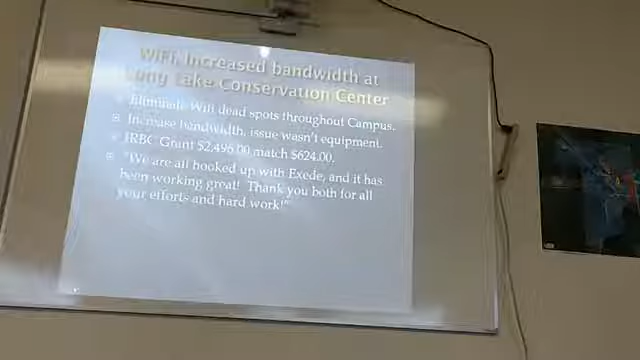 WiFi, Increased bandwidth at
Long Lake Conservation Center
Eliminate Wifi dead spots throughout Campus.
Increase bandwidth, issue wasn't equipment.
Grant $2,496.00 match $624.00.
"We are all hooked up with Exede, and it has
been working great! Thank you both for all
your efforts and hard work!"